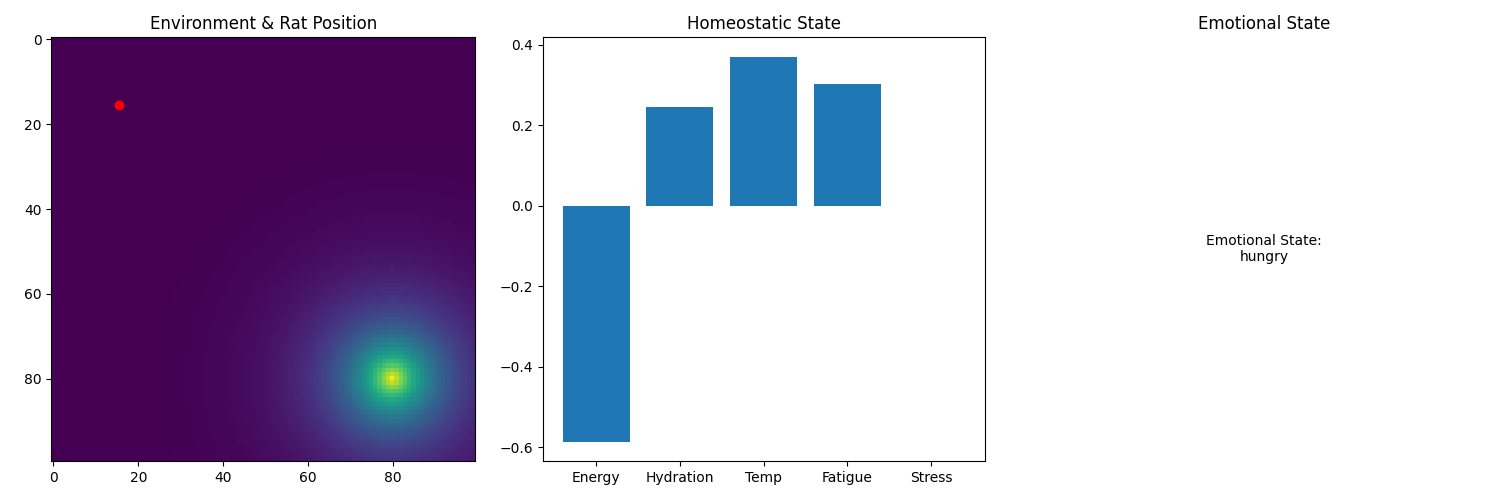 Environment & Rat Position
0
20
40
60
80
0 20 40 60 80
Homeostatic State
0.4
0.2
0.0
−0.2
−0.4
−0.6
Energy Hydration Temp Fatigue Stress
Emotional State
Emotional State:
hungry